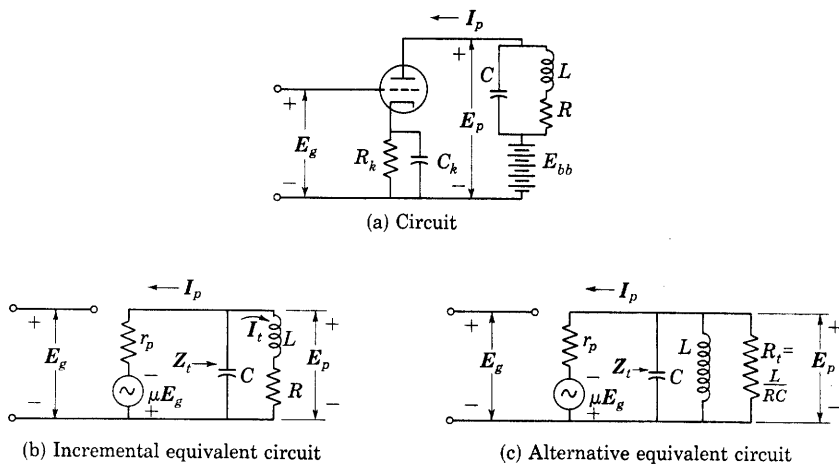 I_p
+
C
L
R
E_g
E_p
R_k
C_k
E_bb
+
−
−
(a) Circuit
I_p
+
E_g
−
r_p
−
μE_g
+
Z_t
C
I_t
L
R
+
E_p
−
(b) Incremental equivalent circuit
I_p
+
E_g
−
r_p
−
μE_g
+
Z_t
C
L
R_t =
L
RC
+
E_p
−
(c) Alternative equivalent circuit